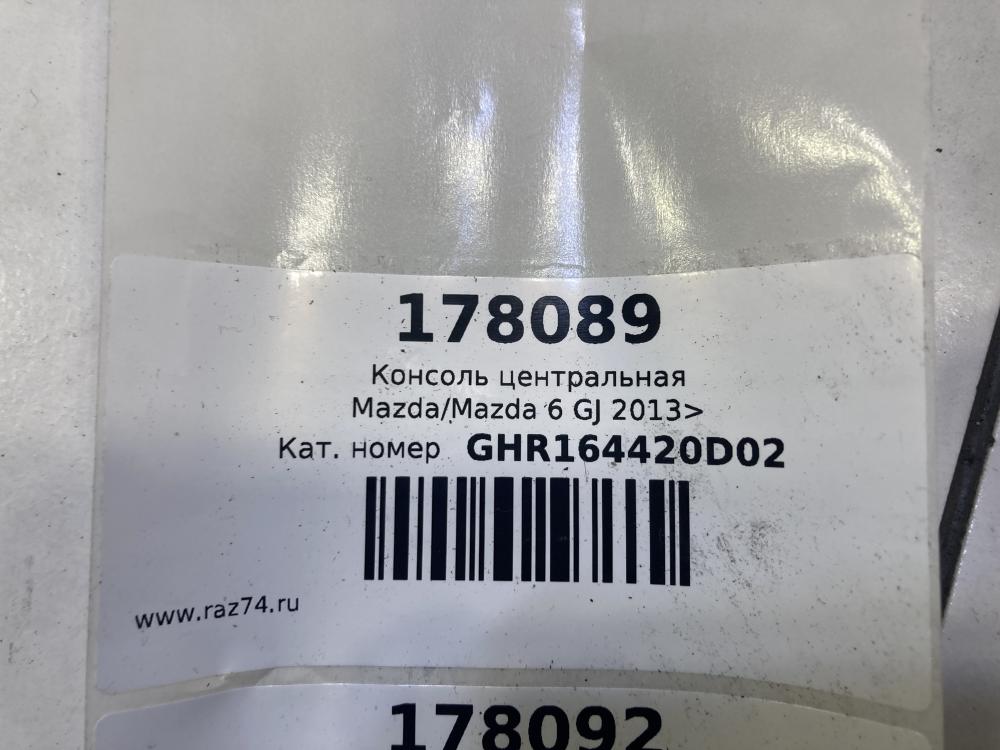 178089
Консоль центральная
Mazda/Mazda 6 GJ 2013>
Кат. номер GHR164420D02
www.raz74.ru
178092